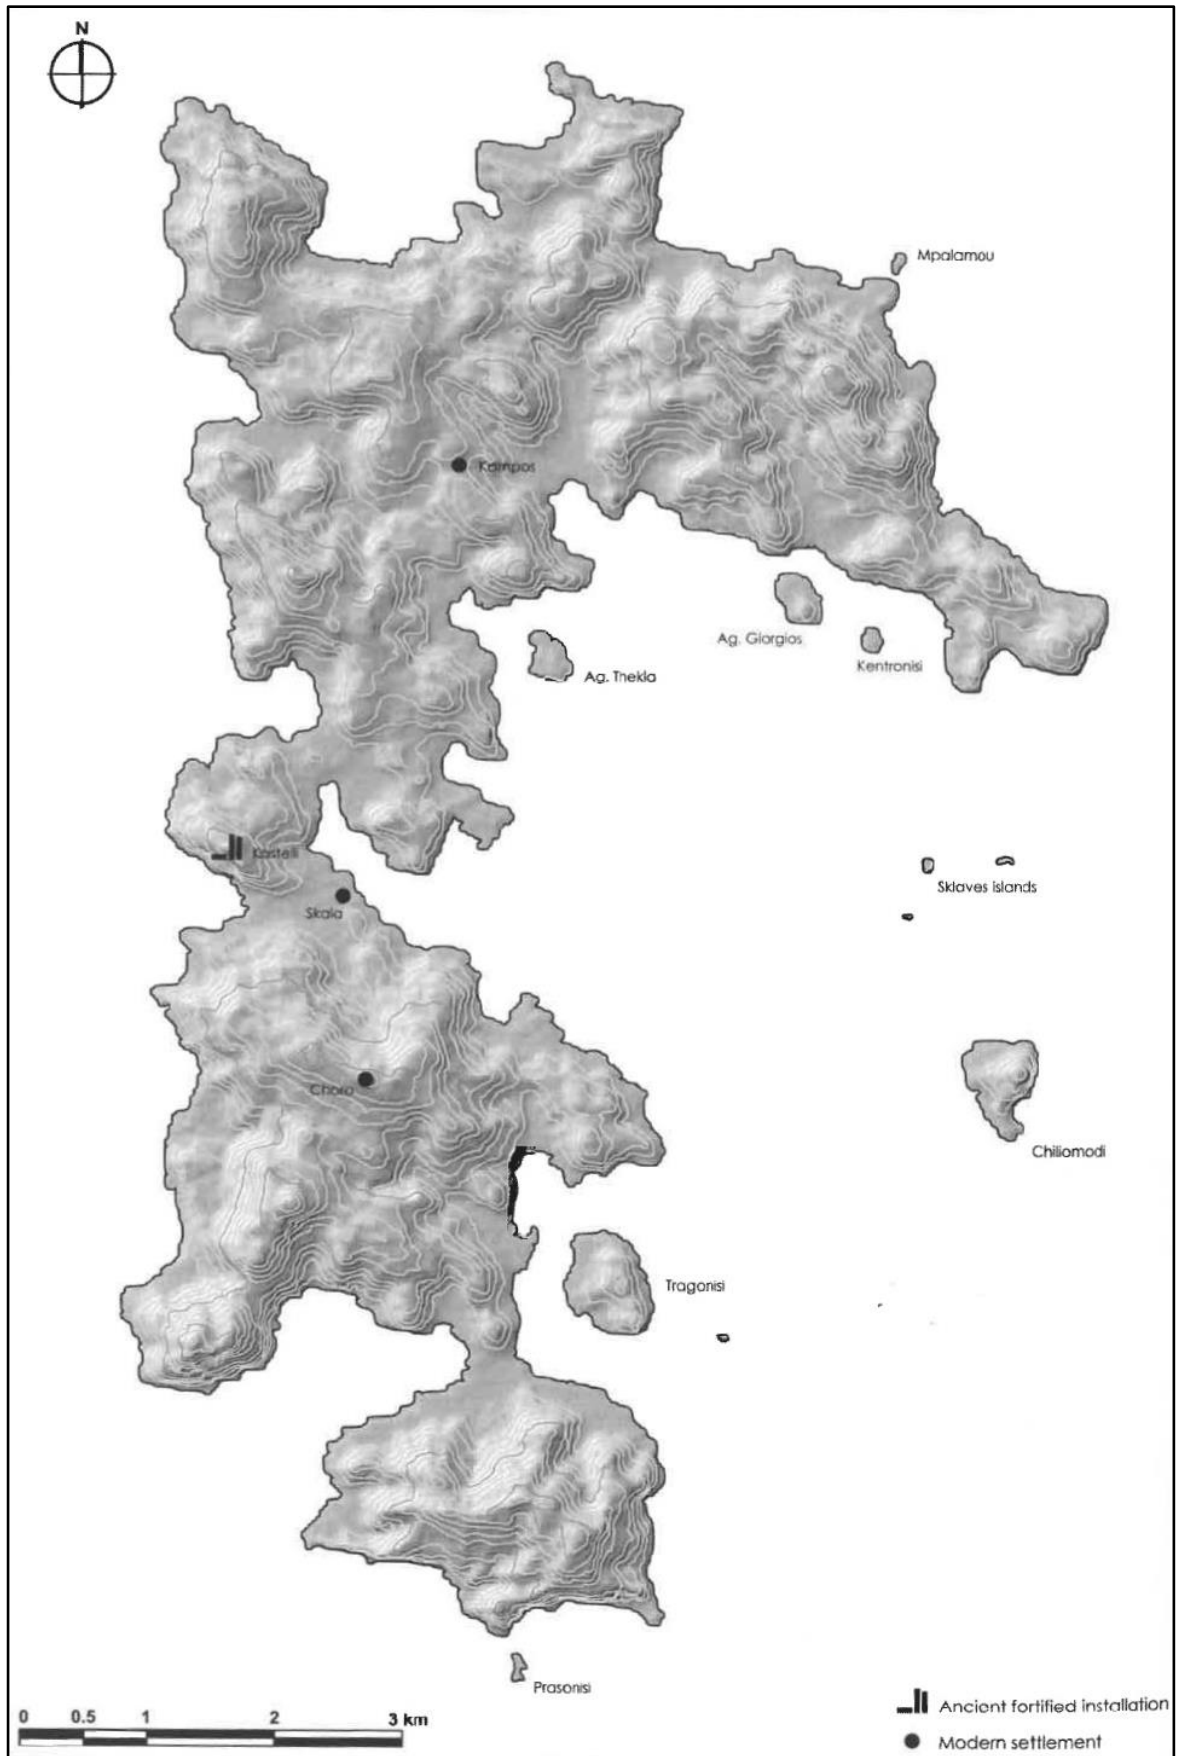 N
Mpalamou
Kampos
Ag. Giorgios
Kentronisi
Ag. Thekla
Kastelli
Sklaves islands
Skala
Chora
Chiliomodi
Tragonisi
Prasonisi
Ancient fortified installation
0 0.5 1 2 3 km
Modern settlement